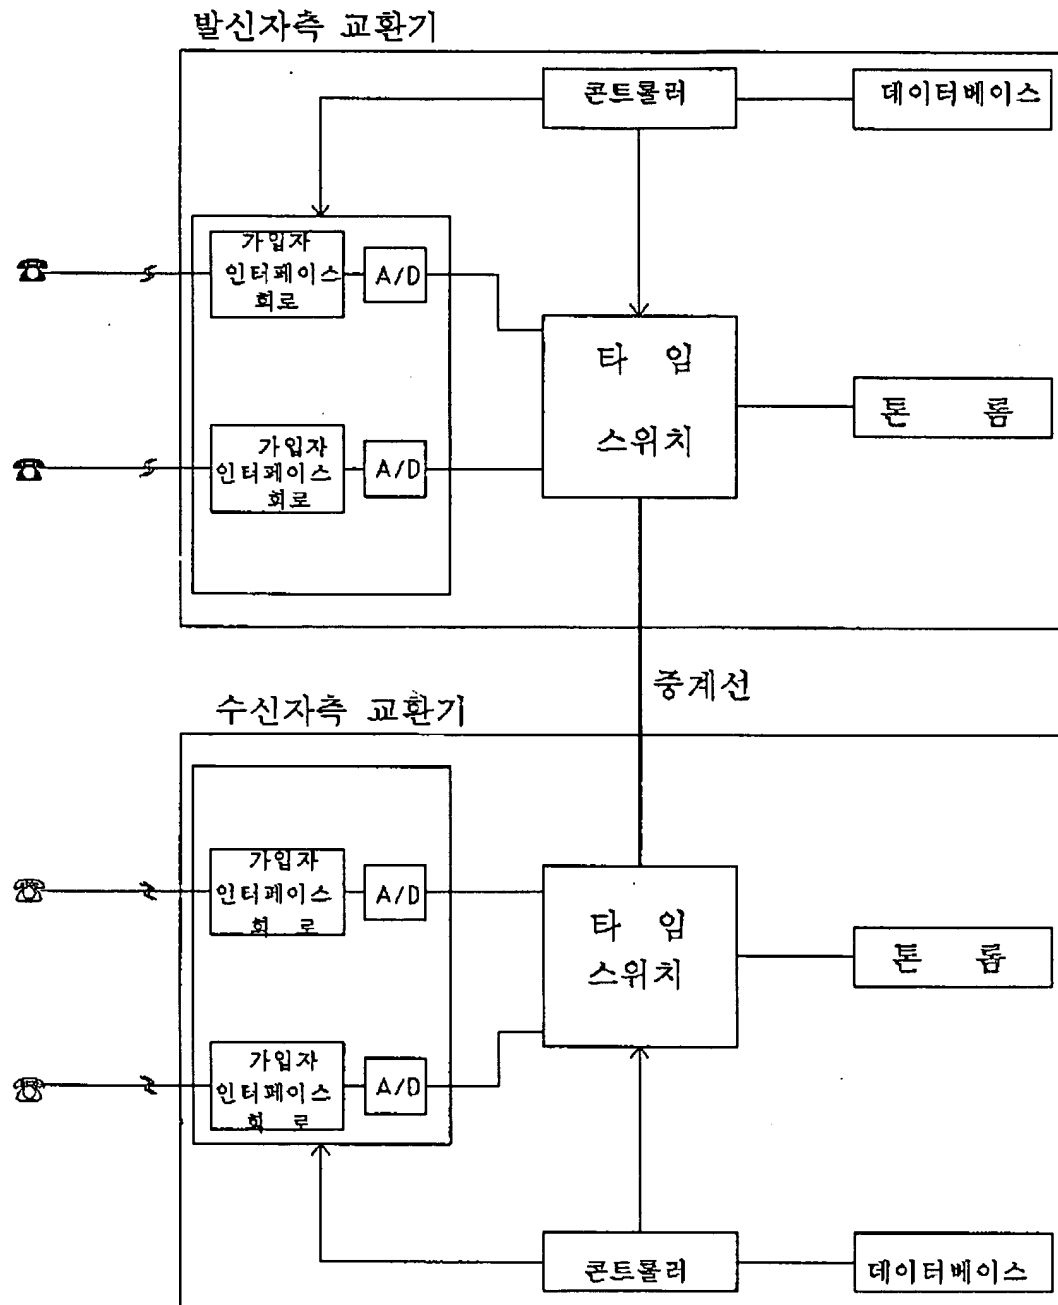 발신자측 교환기
콘트롤러
데이터베이스
가입자
인터페이스
회로
A/D
타 임
스위치
톤 롬
가입자
인터페이스
회로
A/D
중계선
수신자측 교환기
가입자
인터페이스
회 로
A/D
타 임
스위치
톤 롬
가입자
인터페이스
회 로
A/D
콘트롤러
데이터베이스